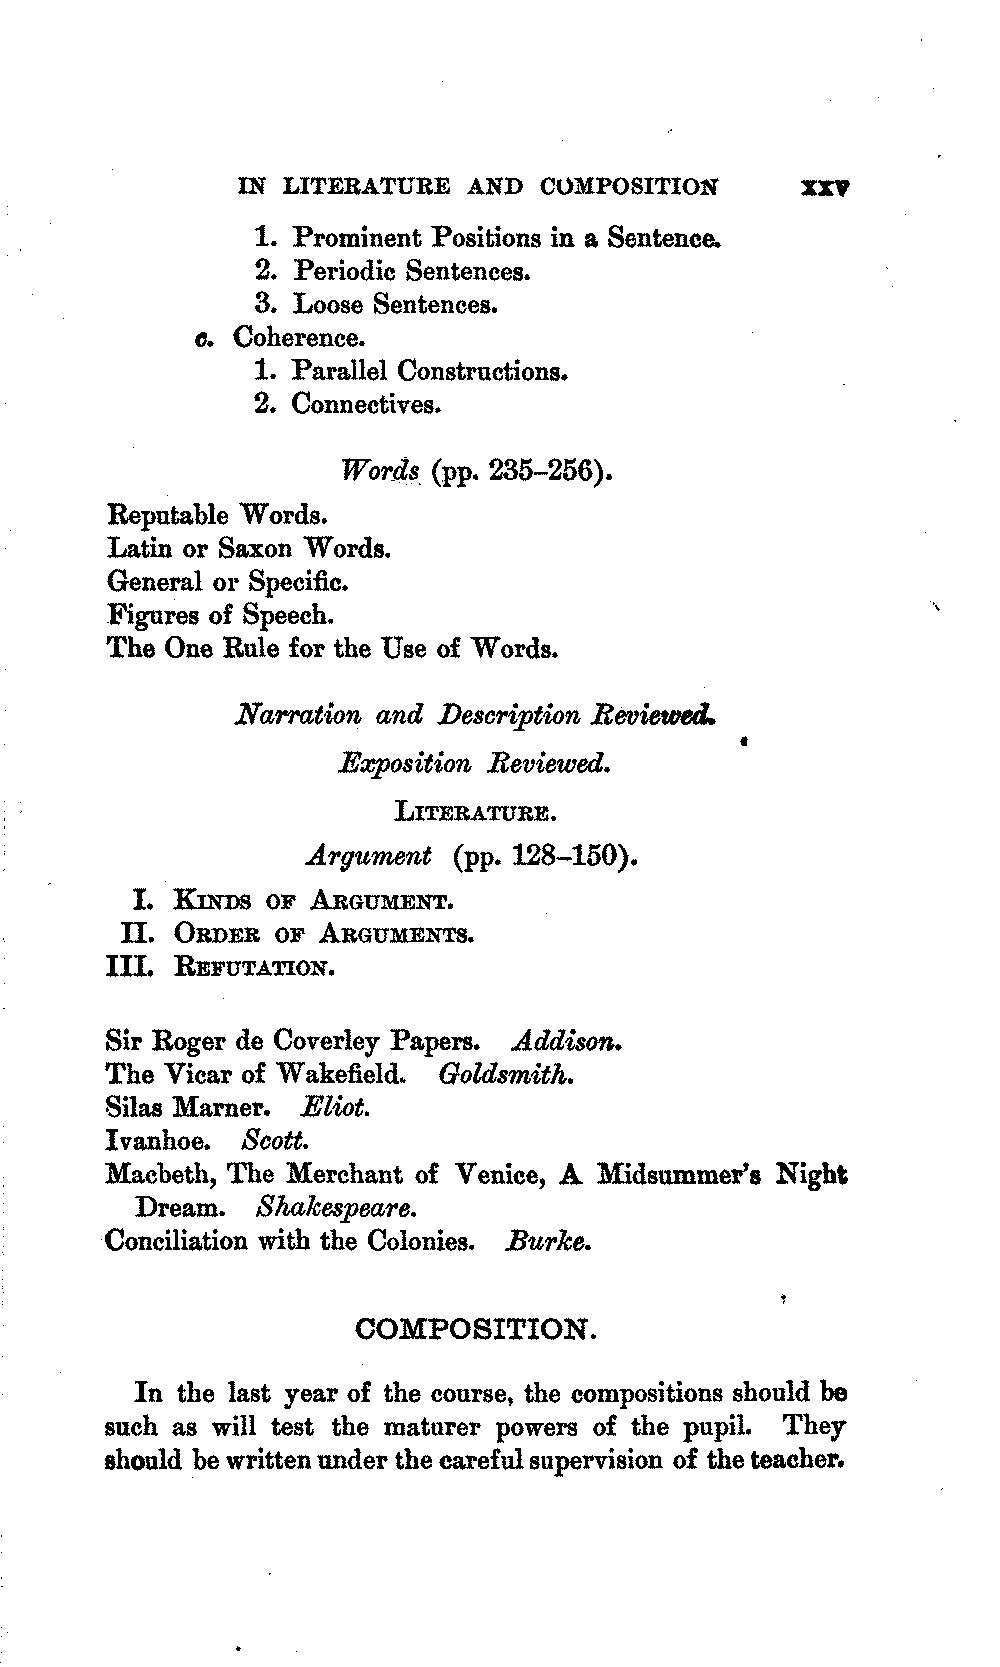 IN LITERATURE AND COMPOSITION xxv
1. Prominent Positions in a Sentence.
2. Periodic Sentences.
3. Loose Sentences.
c. Coherence.
1. Parallel Constructions.
2. Connectives.
Words (pp. 235–256).
Reputable Words.
Latin or Saxon Words.
General or Specific.
Figures of Speech.
The One Rule for the Use of Words.
Narration and Description Reviewed.
Exposition Reviewed.
LITERATURE.
Argument (pp. 128–150).
I. KINDS OF ARGUMENT.
II. ORDER OF ARGUMENTS.
III. REFUTATION.
Sir Roger de Coverley Papers. Addison.
The Vicar of Wakefield. Goldsmith.
Silas Marner. Eliot.
Ivanhoe. Scott.
Macbeth, The Merchant of Venice, A Midsummer's Night
Dream. Shakespeare.
Conciliation with the Colonies. Burke.
COMPOSITION.
In the last year of the course, the compositions should be
such as will test the maturer powers of the pupil. They
should be written under the careful supervision of the teacher.